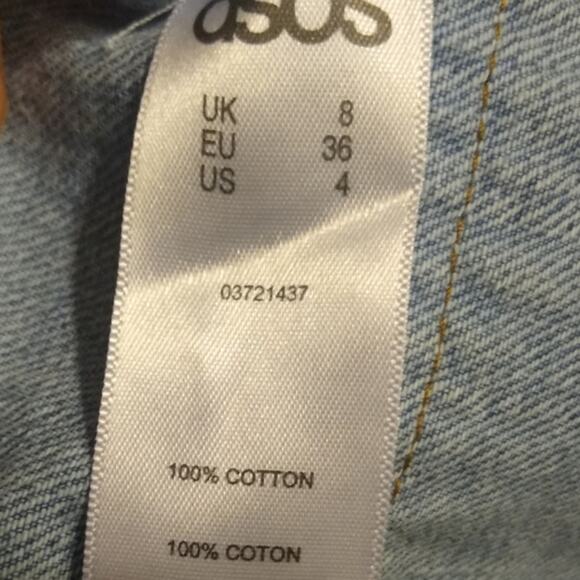 asos
UK 8
EU 36
US 4
03721437
100% COTTON
100% COTON